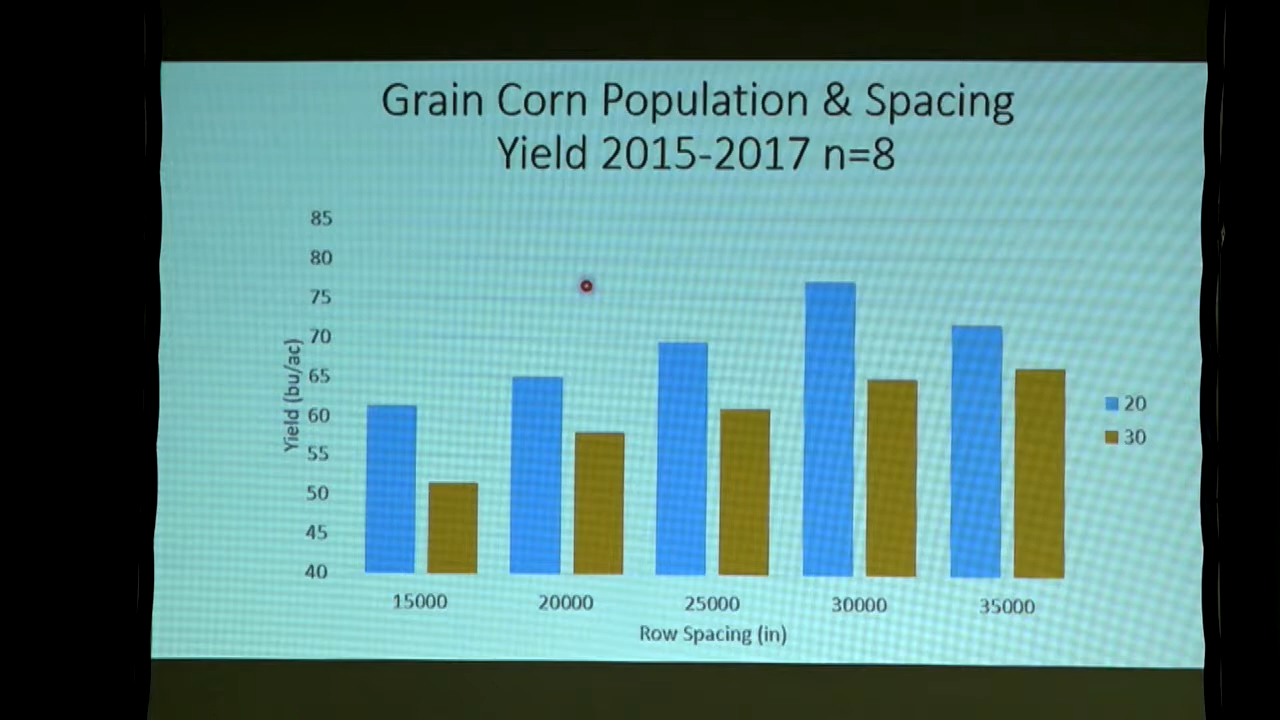 Grain Corn Population & Spacing
Yield 2015-2017 n=8
85
80
75
70
65
60
55
50
45
40
Yield (bu/ac)
15000 20000 25000 30000 35000
Row Spacing (in)
20
30